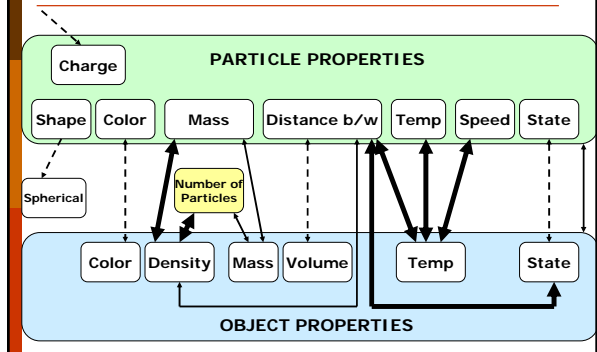 PARTICLE PROPERTIES
Charge
Shape
Color
Mass
Distance b/w
Temp
Speed
State
Spherical
Number of
Particles
Color
Density
Mass
Volume
Temp
State
OBJECT PROPERTIES